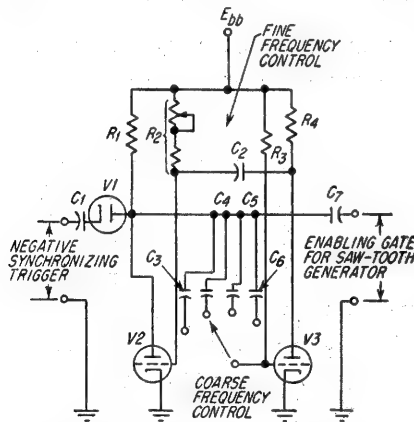 Ebb
FINE
FREQUENCY
CONTROL
R1
R2
R3
R4
C2
C1
V1
C4
C5
C7
C3
C6
NEGATIVE
SYNCHRONIZING
TRIGGER
ENABLING GATE
FOR SAW-TOOTH
GENERATOR
V2
V3
COARSE
FREQUENCY
CONTROL